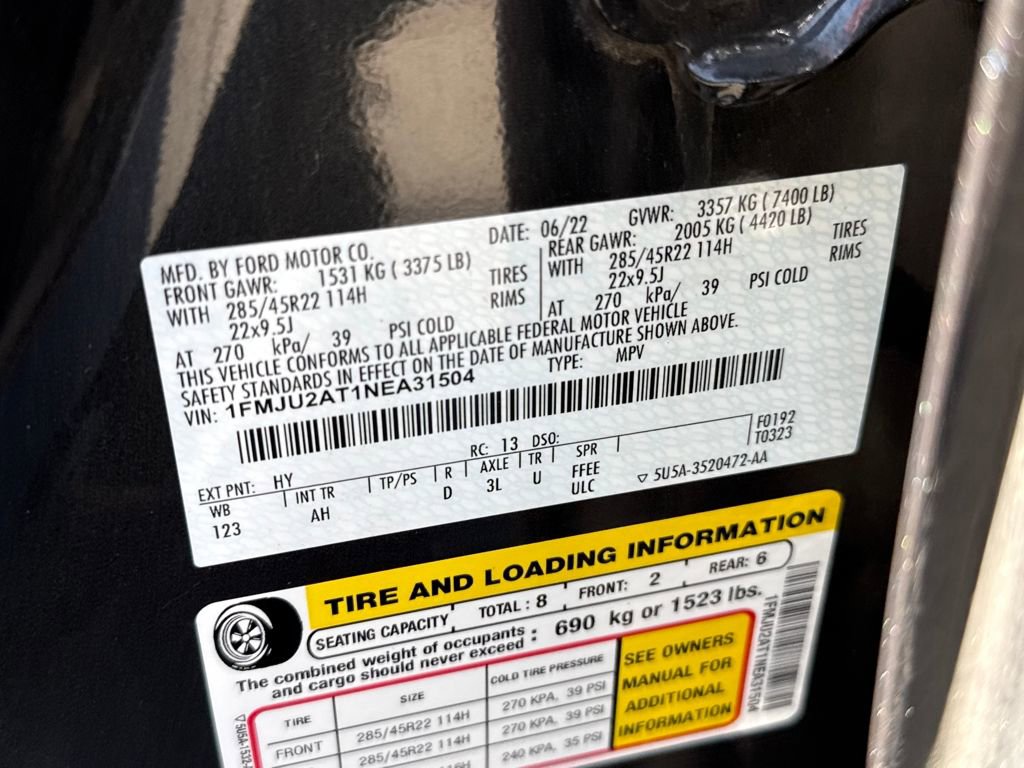 MFD. BY FORD MOTOR CO. DATE: 06/22 GVWR: 3357 KG ( 7400 LB)
FRONT GAWR: 1531 KG ( 3375 LB) REAR GAWR: 2005 KG ( 4420 LB)
WITH 285/45R22 114H TIRES WITH 285/45R22 114H TIRES
22x9.5J RIMS 22x9.5J RIMS
AT 270 kPa/ 39 PSI COLD AT 270 kPa/ 39 PSI COLD
THIS VEHICLE CONFORMS TO ALL APPLICABLE FEDERAL MOTOR VEHICLE
SAFETY STANDARDS IN EFFECT ON THE DATE OF MANUFACTURE SHOWN ABOVE.
VIN: 1FMJU2AT1NEA31504 TYPE: MPV
F0192
T0323
EXT PNT: HY RC: 13 DSO:
WB INT TR TP/PS R AXLE TR SPR
123 AH D 3L U FFEE
ULC
▽ 5U5A-3520472-AA
TIRE AND LOADING INFORMATION
SEATING CAPACITY TOTAL : 8 FRONT: 2 REAR: 6
The combined weight of occupants : 690 kg or 1523 lbs.
and cargo should never exceed
TIRE SIZE COLD TIRE PRESSURE
FRONT 285/45R22 114H 270 KPA, 39 PSI
285/45R22 114H 270 KPA, 39 PSI
240 KPA, 35 PSI
SEE OWNERS
MANUAL FOR
ADDITIONAL
INFORMATION
1FMJU2AT1NEA31504